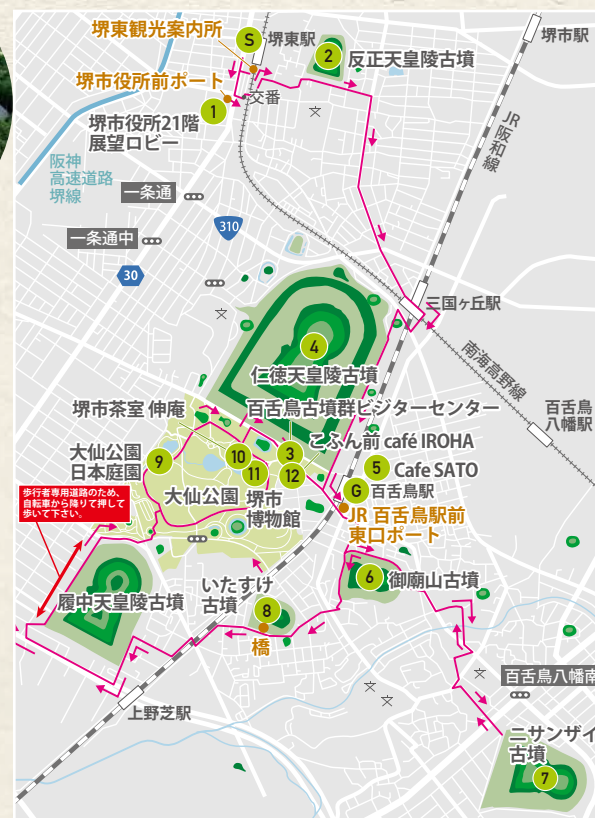 堺東観光案内所
S
堺東駅
2
反正天皇陵古墳
堺市駅
堺市役所前ポート
交番
1
堺市役所21階
展望ロビー
文
JR阪和線
阪神
高速道路
堺線
一条通
310
一条通中
30
文
三国ヶ丘駅
4
仁徳天皇陵古墳
南海高野線
百舌鳥
八幡駅
堺市茶室 伸庵
百舌鳥古墳群ビジターセンター
3
こふん前 café IROHA
大仙公園
日本庭園
9
10
11
12
5
Cafe SATO
G
百舌鳥駅
大仙公園
堺市
博物館
JR 百舌鳥駅前
東口ポート
歩行者専用道路のため、
自転車から降りて押して
歩いて下さい。
履中天皇陵古墳
いたすけ
古墳
8
橋
6
御廟山古墳
上野芝駅
文
文
文
百舌鳥八幡南
ニサンザイ
古墳
7